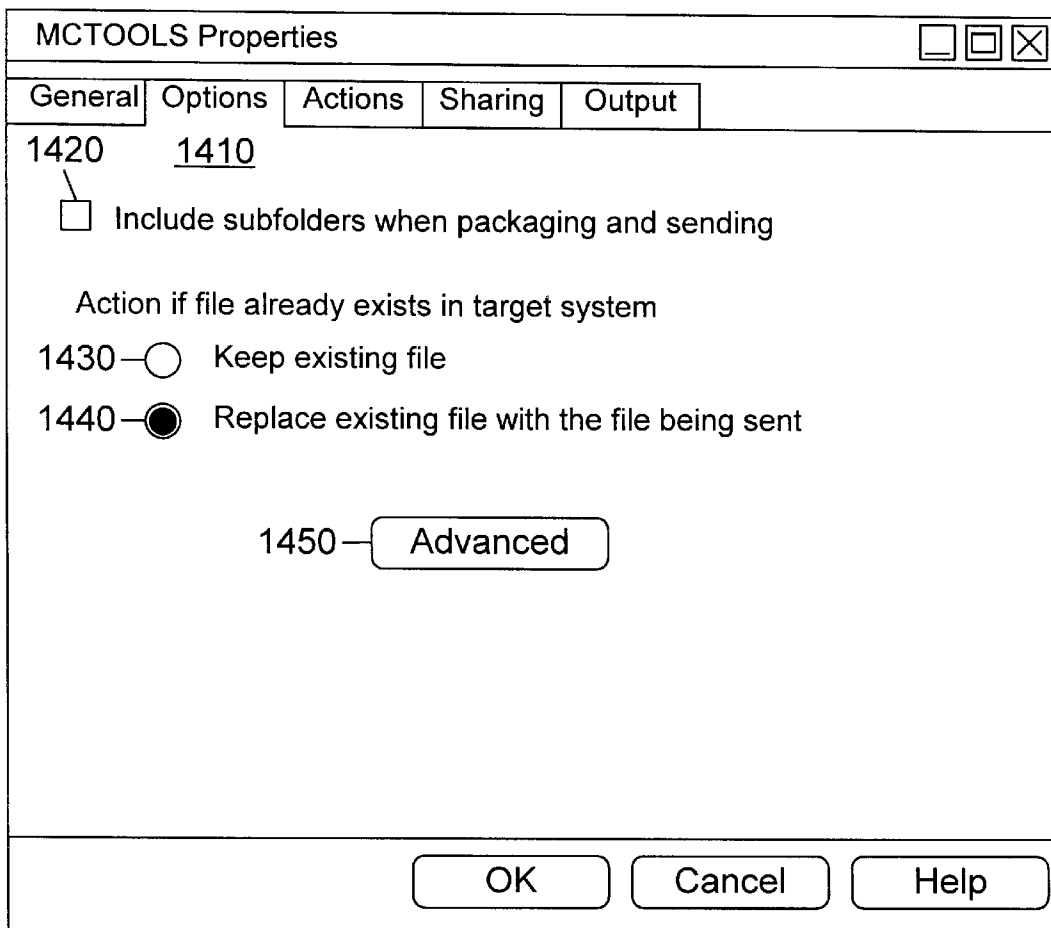 MCTOOLS Properties
General Options Actions Sharing Output
1420 1410
Include subfolders when packaging and sending
Action if file already exists in target system
1430 Keep existing file
1440 Replace existing file with the file being sent
1450 Advanced
OK Cancel Help